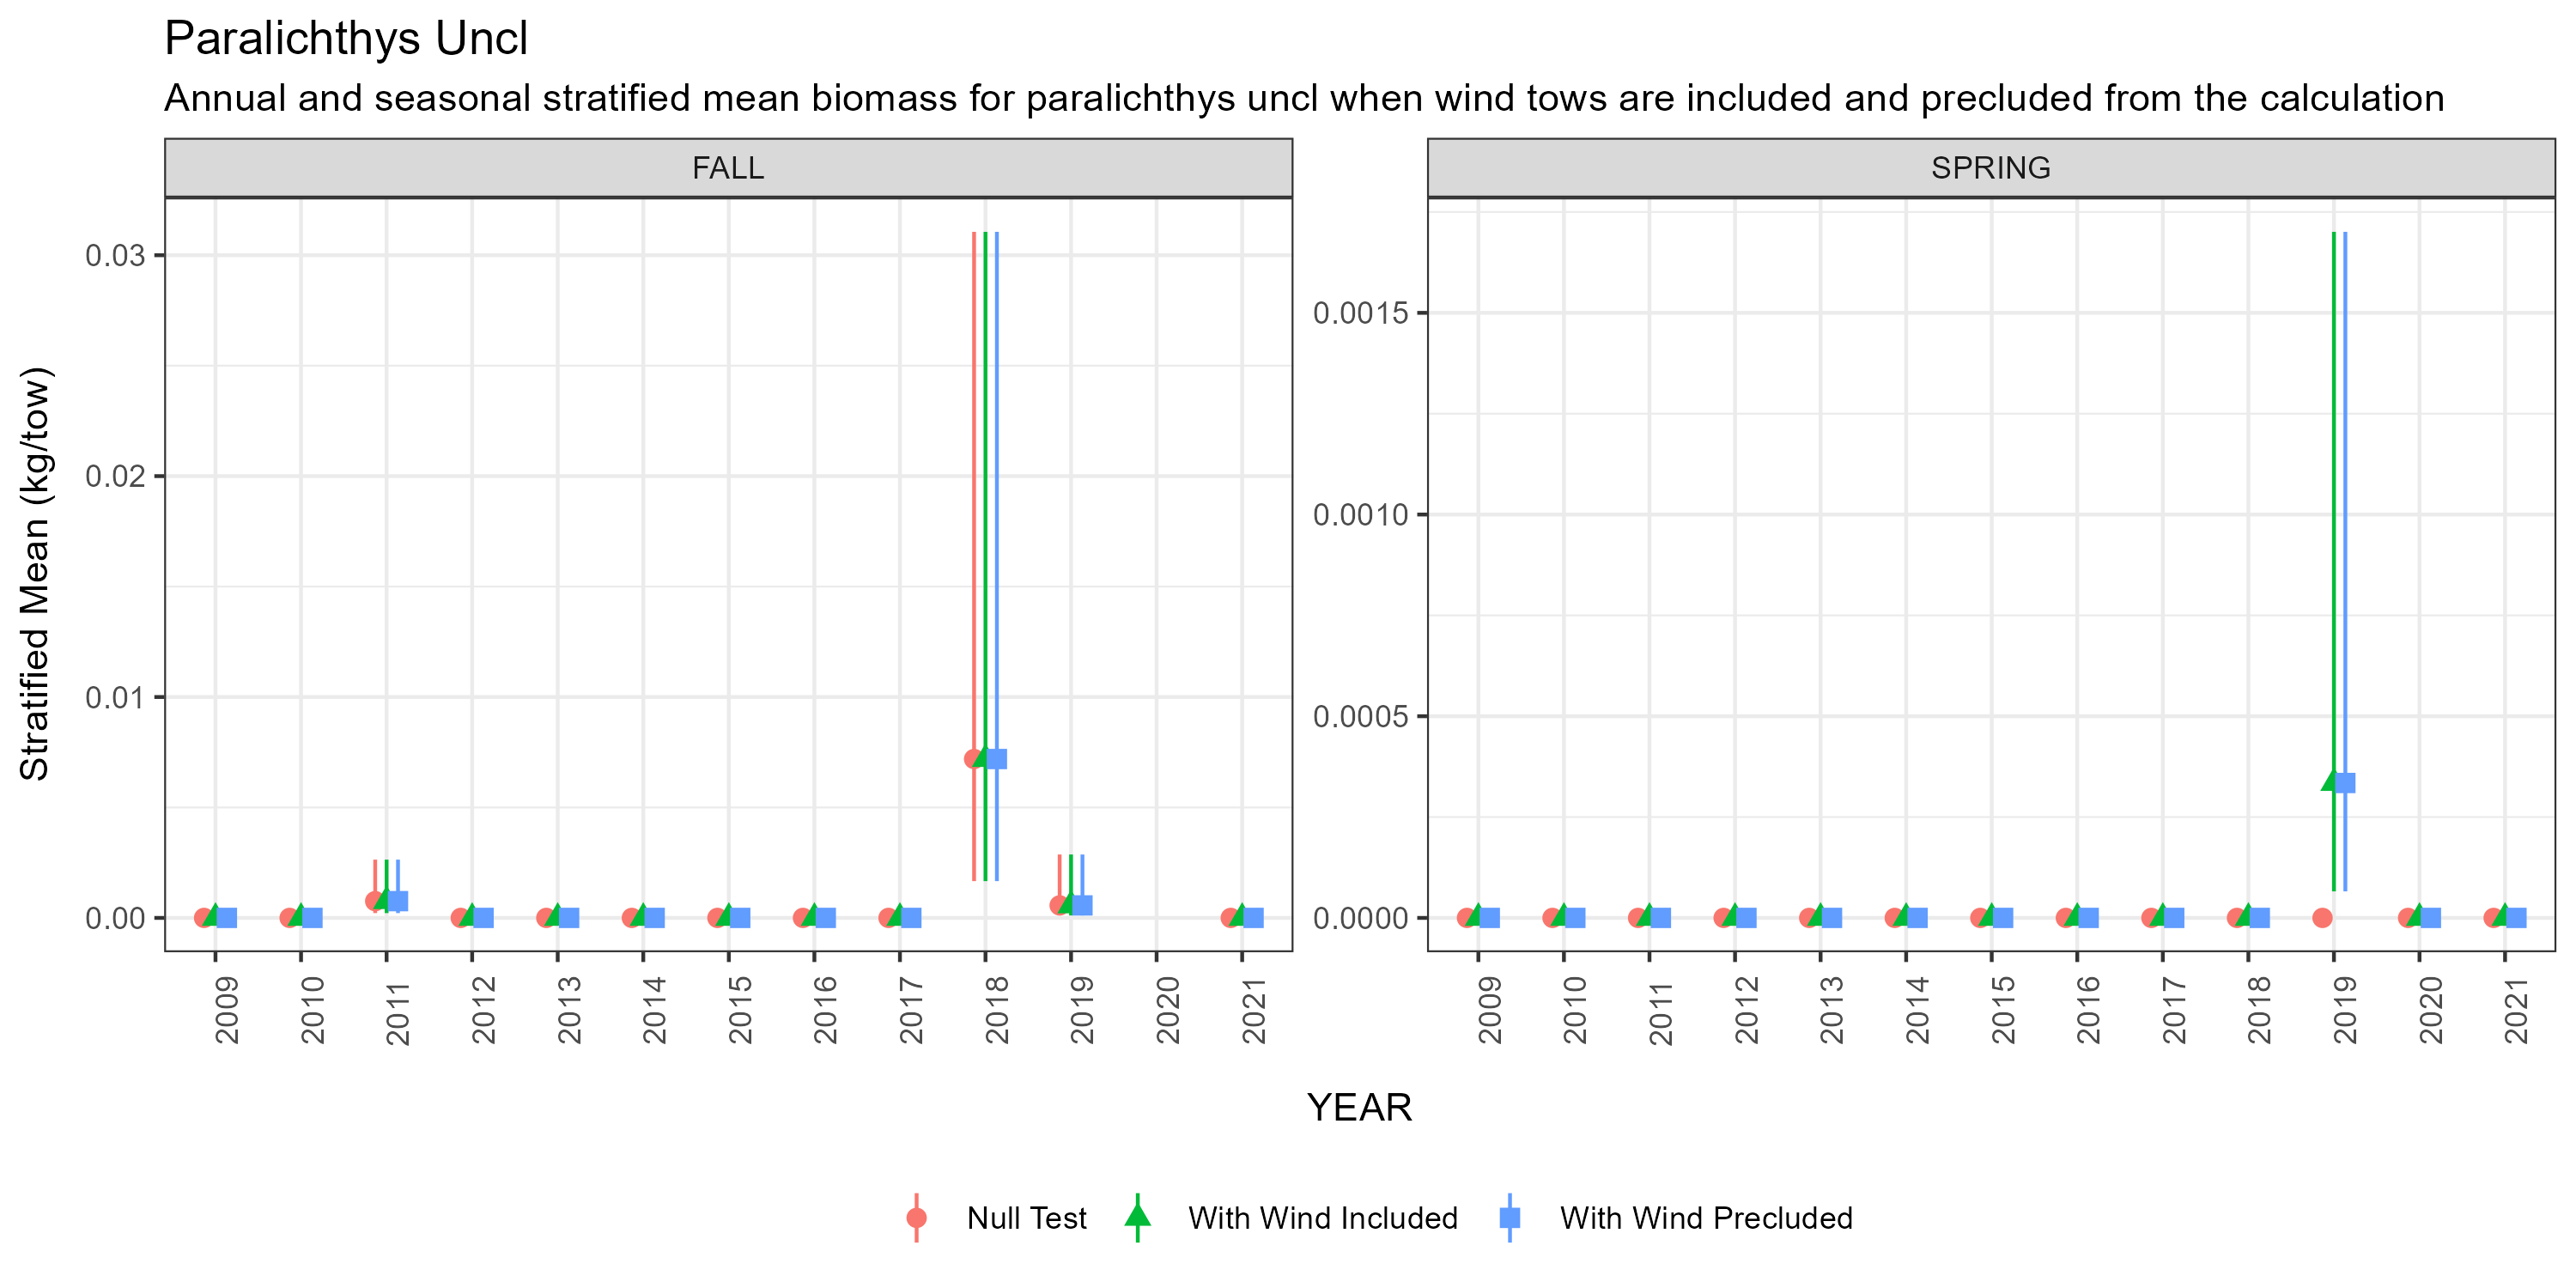 Paralichthys Uncl
Annual and seasonal stratified mean biomass for paralichthys uncl when wind tows are included and precluded from the calculation
FALL
SPRING
Stratified Mean (kg/tow)
0.03
0.02
0.01
0.00
0.0015
0.0010
0.0005
0.0000
2009 2010 2011 2012 2013 2014 2015 2016 2017 2018 2019 2020 2021
2009 2010 2011 2012 2013 2014 2015 2016 2017 2018 2019 2020 2021
YEAR
Null Test With Wind Included With Wind Precluded